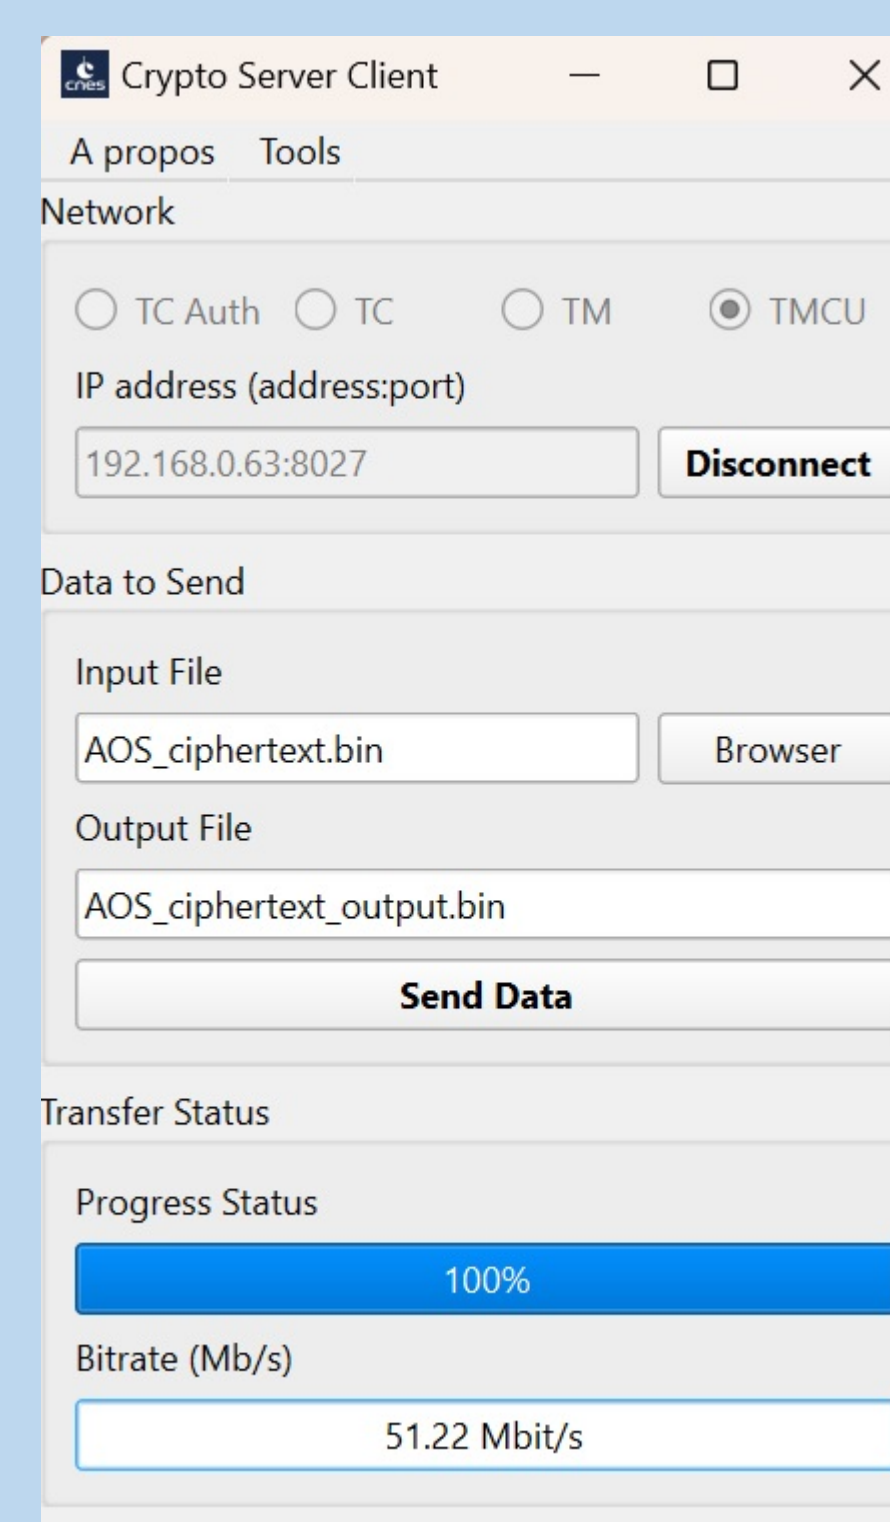 cnes Crypto Server Client
A propos Tools
Network
TC Auth TC TM TMCU
IP address (address:port)
192.168.0.63:8027 Disconnect
Data to Send
Input File
AOS_ciphertext.bin Browser
Output File
AOS_ciphertext_output.bin
Send Data
Transfer Status
Progress Status
100%
Bitrate (Mb/s)
51.22 Mbit/s